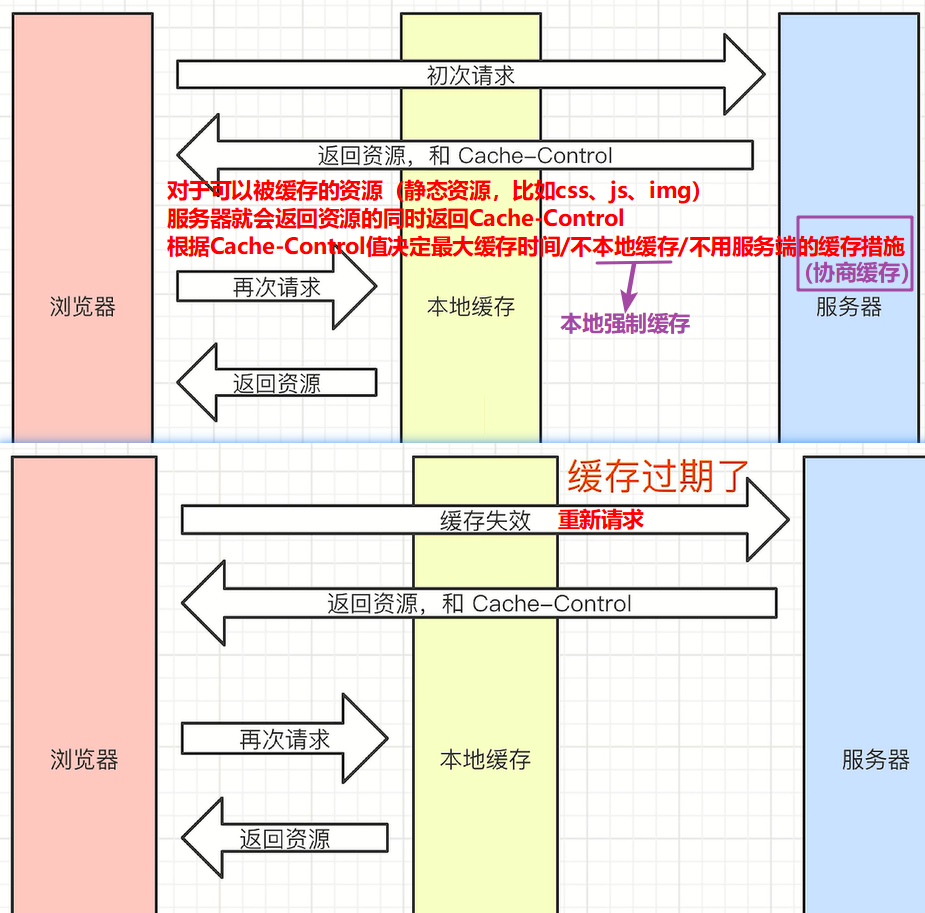 初次请求
返回资源，和 Cache-Control
对于可以被缓存的资源（静态资源，比如css、js、img）
服务器就会返回资源的同时返回Cache-Control
根据Cache-Control值决定最大缓存时间/不本地缓存/不用服务端的缓存措施
（协商缓存）
再次请求
浏览器
本地缓存
服务器
本地强制缓存
返回资源
缓存过期了
缓存失效
重新请求
返回资源，和 Cache-Control
再次请求
浏览器
本地缓存
服务器
返回资源